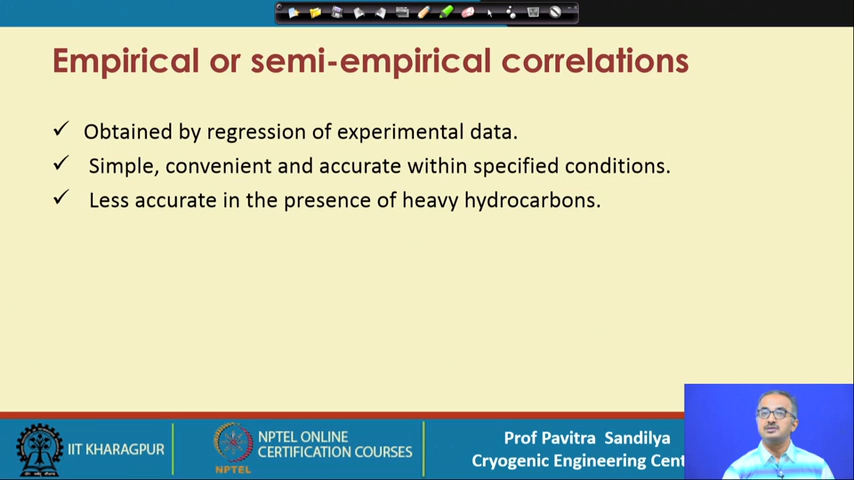 Empirical or semi-empirical correlations
✓ Obtained by regression of experimental data.
✓ Simple, convenient and accurate within specified conditions.
✓ Less accurate in the presence of heavy hydrocarbons.
IIT KHARAGPUR
NPTEL
NPTEL ONLINE
CERTIFICATION COURSES
Prof Pavitra Sandilya
Cryogenic Engineering Cent